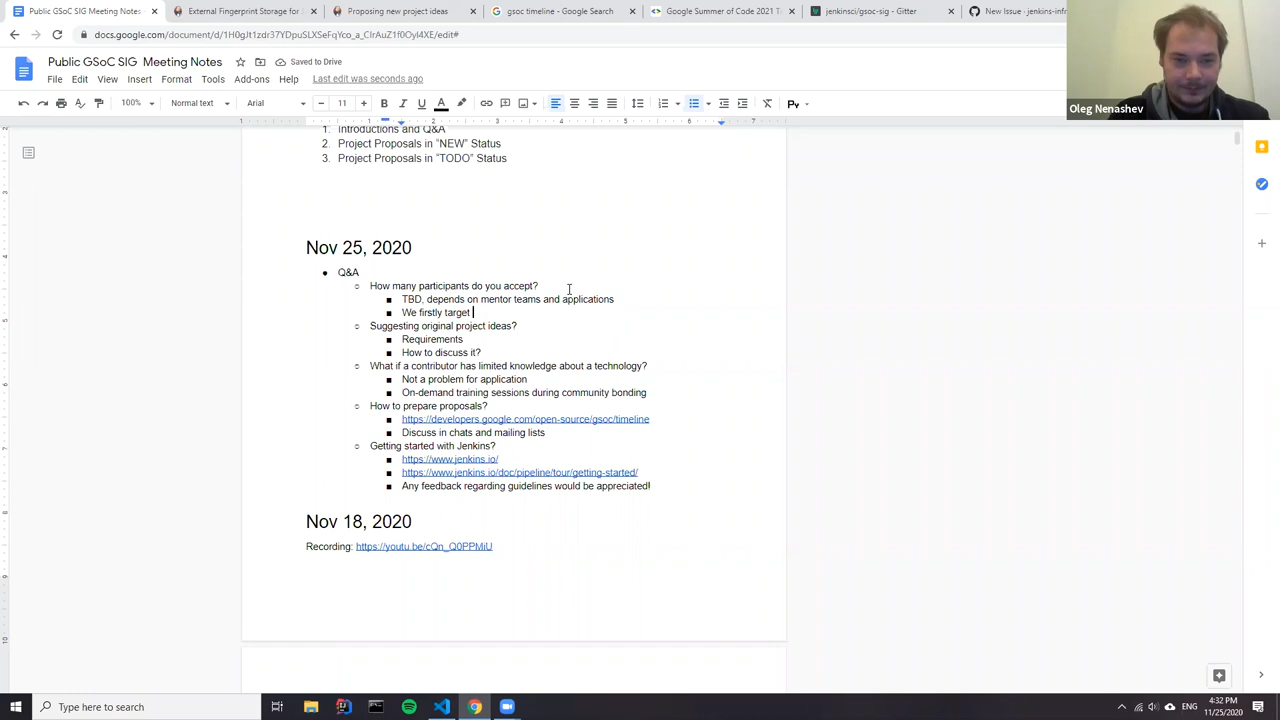 Public GSoC SIG Meeting Notes
External Fingerprint Storage for
Proposing new project ideas
gsoc timeline - Google Search
Google Summer of Code 2021 T
jenkinsci/gsoc-sig - Gitter
New Issue · jenkins-inf
docs.google.com/document/d/1H0gJt1zdr37YDpuSLXSeFqYco_a_ClrAuZ1f0OyI4XE/edit#
Public GSoC SIG Meeting Notes
Saved to Drive
File Edit View Insert Format Tools Add-ons Help Last edit was seconds ago
100% Normal text Arial 11
Oleg Nenashev
1. Introductions and Q&A
2. Project Proposals in "NEW" Status
3. Project Proposals in "TODO" Status
Nov 25, 2020
Q&A
How many participants do you accept?
TBD, depends on mentor teams and applications
We firstly target
Suggesting original project ideas?
Requirements
How to discuss it?
What if a contributor has limited knowledge about a technology?
Not a problem for application
On-demand training sessions during community bonding
How to prepare proposals?
https://developers.google.com/open-source/gsoc/timeline
Discuss in chats and mailing lists
Getting started with Jenkins?
https://www.jenkins.io/
https://www.jenkins.io/doc/pipeline/tour/getting-started/
Any feedback regarding guidelines would be appreciated!
Nov 18, 2020
Recording: https://youtu.be/cQn_Q0PPMiU
Type here to search
ENG
4:32 PM
11/25/2020